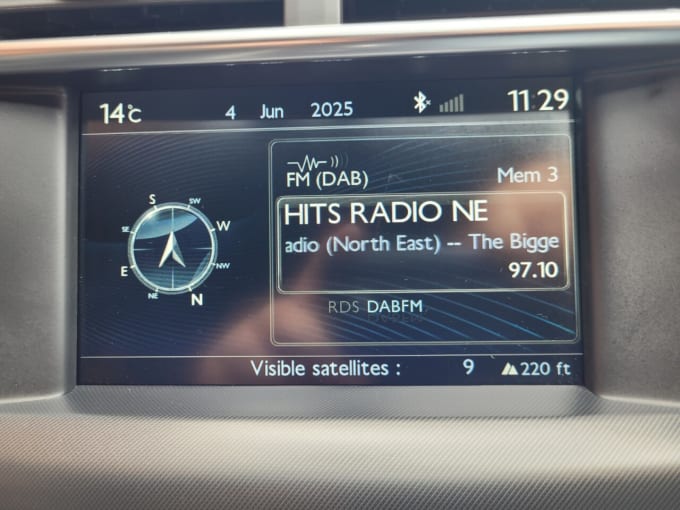 14°C 4 Jun 2025 11:29
S
SW
W
NW
N
NE
E
SE
FM (DAB) Mem 3
HITS RADIO NE
adio (North East) -- The Bigge
97.10
RDS DABFM
Visible satellites : 9 220 ft